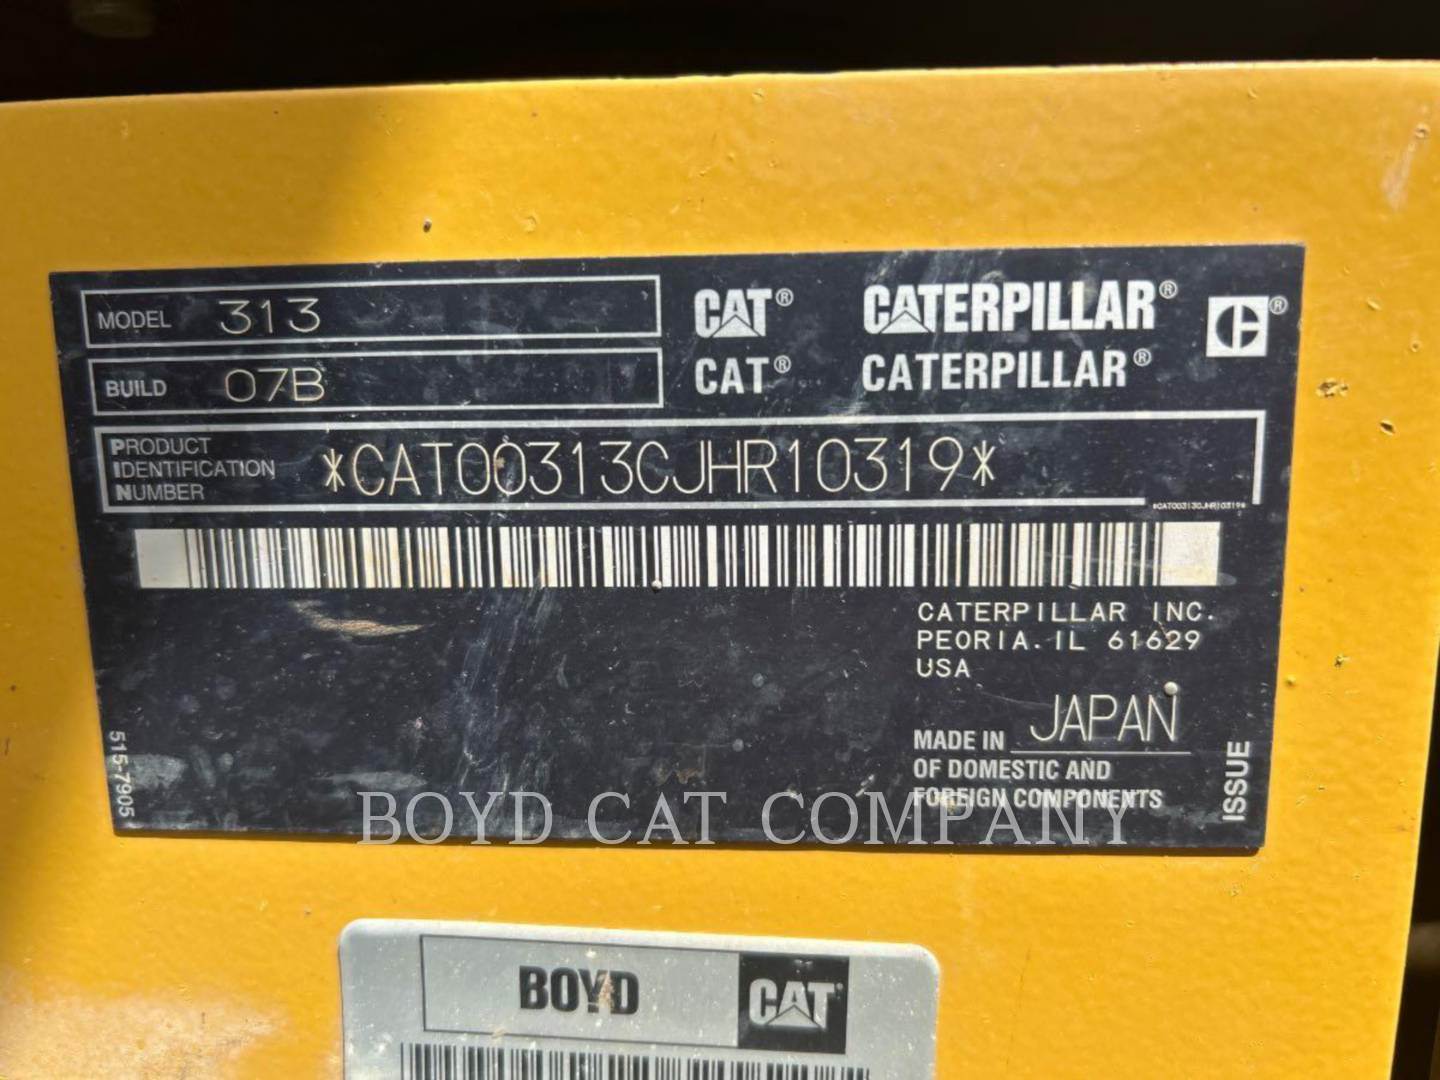 MODEL 313
BUILD 07B
CAT® CATERPILLAR® ®
CAT® CATERPILLAR®
PRODUCT
IDENTIFICATION
NUMBER
*CAT00313CJHR10319*
*CAT00313CJHR10319*
CATERPILLAR INC.
PEORIA. IL 61629
USA
MADE IN JAPAN
OF DOMESTIC AND
FOREIGN COMPONENTS
515-7905
ISSUE
BOYD CAT COMPANY
BOYD CAT